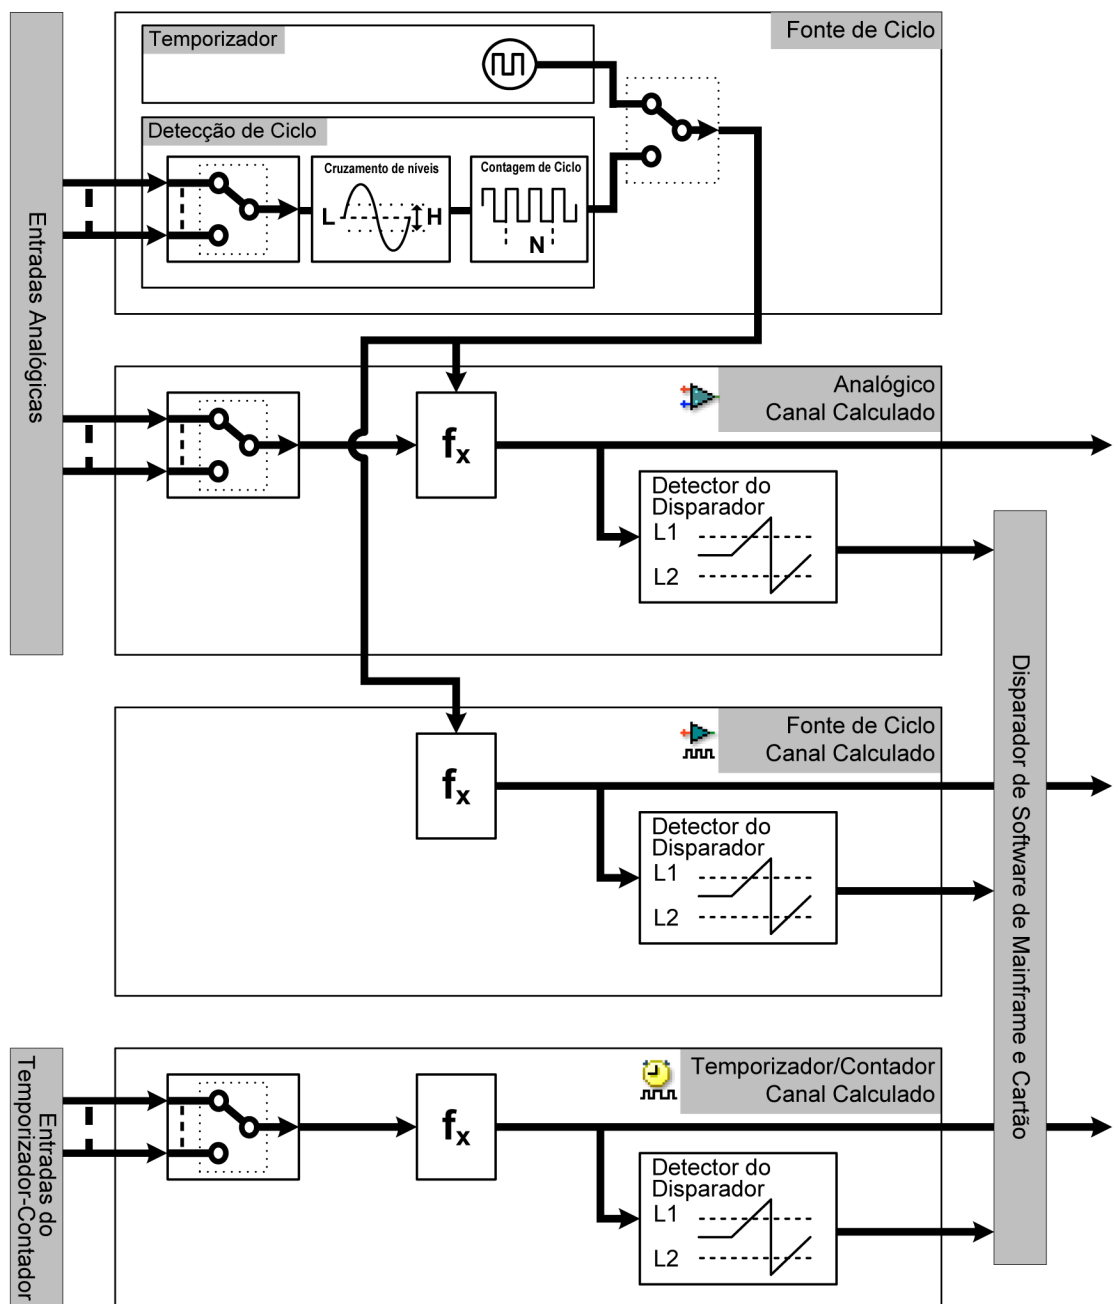 Fonte de Ciclo
Temporizador
Detecção de Ciclo
Cruzamento de níveis
L
H
Contagem de Ciclo
N
Entradas Analógicas
Analógico
Canal Calculado
fx
Detector do
Disparador
L1
L2
Fonte de Ciclo
Canal Calculado
fx
Detector do
Disparador
L1
L2
Disparador de Software de Mainframe e Cartão
Entradas do
Temporizador-Contador
Temporizador/Contador
Canal Calculado
fx
Detector do
Disparador
L1
L2